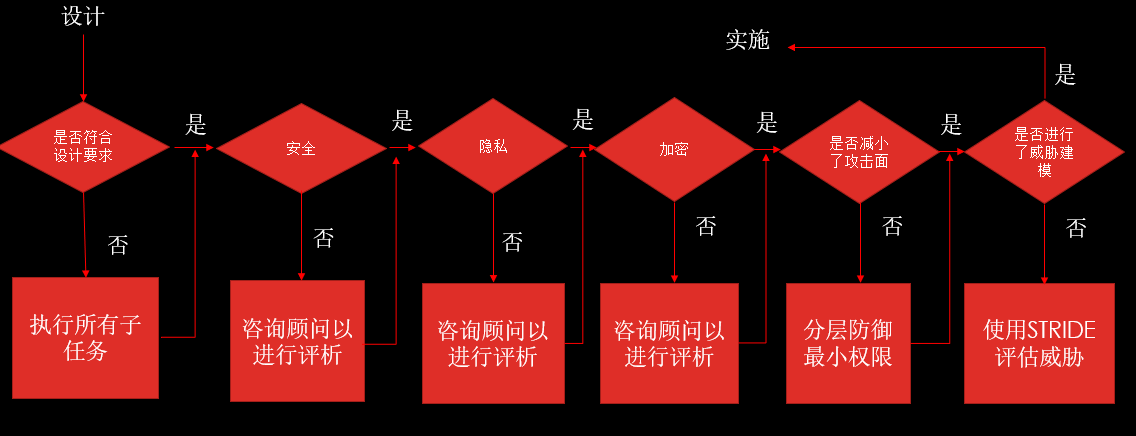 设计
实施
是
是否符合
设计要求
是
安全
是
隐私
是
加密
是
是否减小
了攻击面
是
是否进行
了威胁建
模
否
否
否
否
否
否
执行所有子
任务
咨询顾问以
进行评析
咨询顾问以
进行评析
咨询顾问以
进行评析
分层防御
最小权限
使用STRIDE
评估威胁